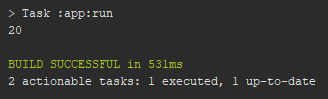 > Task :app:run
20
BUILD SUCCESSFUL in 531ms
2 actionable tasks: 1 executed, 1 up-to-date